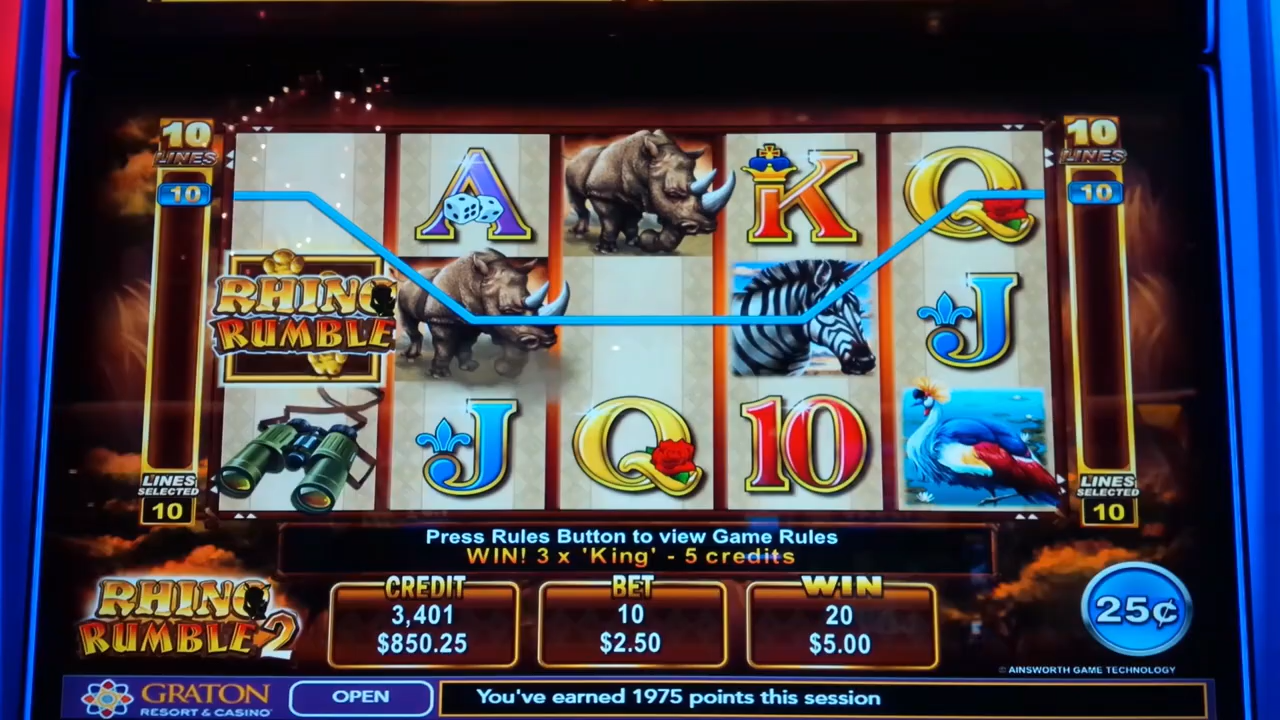 10
LINES
10
10
LINES
10
A
K
Q
RHINO
RUMBLE
J
J
Q
10
LINES
SELECTED
10
LINES
SELECTED
10
Press Rules Button to view Game Rules
WIN! 3 x 'King' - 5 credits
RHINO
RUMBLE 2
CREDIT
3,401
$850.25
BET
10
$2.50
WIN
20
$5.00
25¢
© AINSWORTH GAME TECHNOLOGY
GRATON
RESORT & CASINO
OPEN
You've earned 1975 points this session